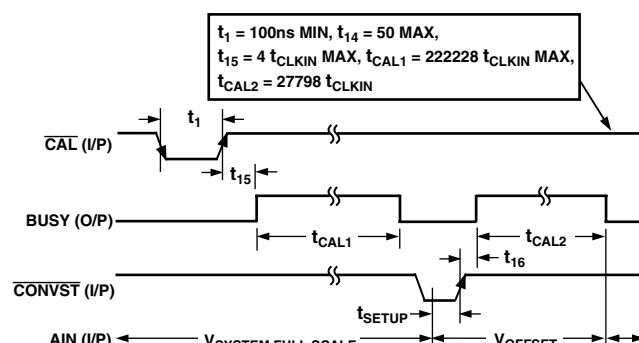 t1 = 100ns MIN, t14 = 50 MAX,
t15 = 4 tCLKIN MAX, tCAL1 = 222228 tCLKIN MAX,
tCAL2 = 27798 tCLKIN
t1
CAL (I/P)
t15
BUSY (O/P)
tCAL1
tCAL2
t16
CONVST (I/P)
tSETUP
AIN (I/P)
VSYSTEM FULL SCALE
VOFFSET